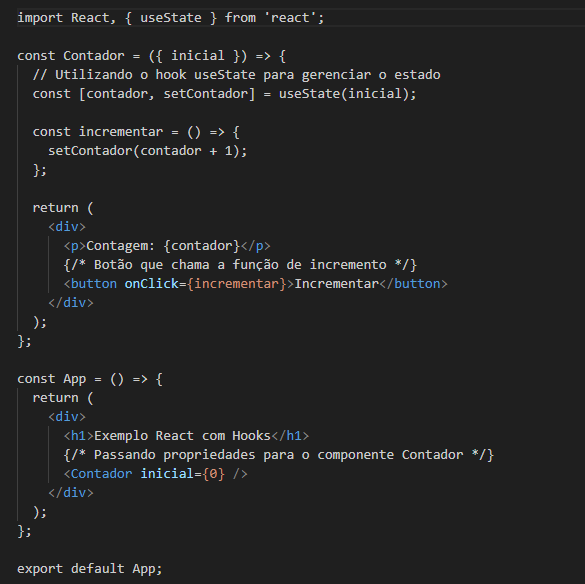 import React, { useState } from 'react';
const Contador = ({ inicial }) => {
// Utilizando o hook useState para gerenciar o estado
const [contador, setContador] = useState(inicial);
const incrementar = () => {
setContador(contador + 1);
};
return (
<div>
<p>Contagem: {contador}</p>
{/* Botão que chama a função de incremento */}
<button onClick={incrementar}>Incrementar</button>
</div>
);
};
const App = () => {
return (
<div>
<h1>Exemplo React com Hooks</h1>
{/* Passando propriedades para o componente Contador */}
<Contador inicial={0} />
</div>
);
};
export default App;